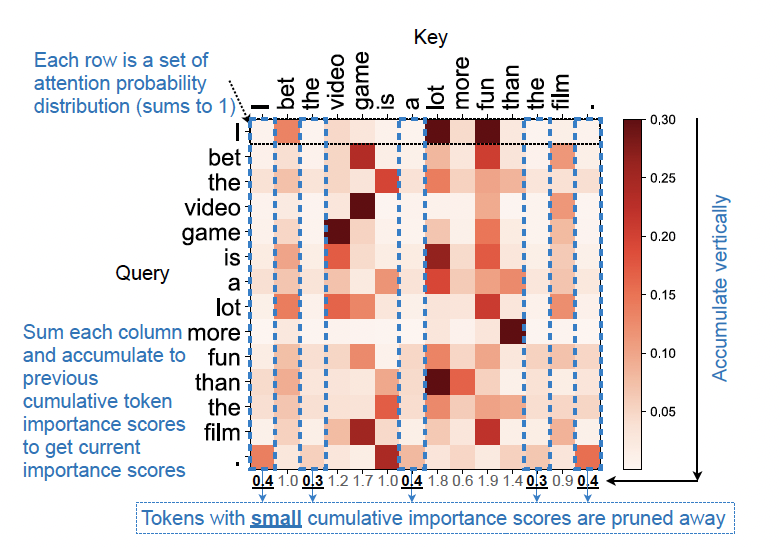 Key
Each row is a set of
attention probability
distribution (sums to 1)
I bet the video game is a lot more fun than the film .
I
bet
the
video
game
is
a
lot
more
fun
than
the
film
.
Query
Sum each column
and accumulate to
previous
cumulative token
importance scores
to get current
importance scores
0.30
0.25
0.20
0.15
0.10
0.05
Accumulate vertically
0.4 1.0 0.3 1.2 1.7 1.0 0.4 1.8 0.6 1.9 1.4 0.3 0.9 0.4
Tokens with small cumulative importance scores are pruned away